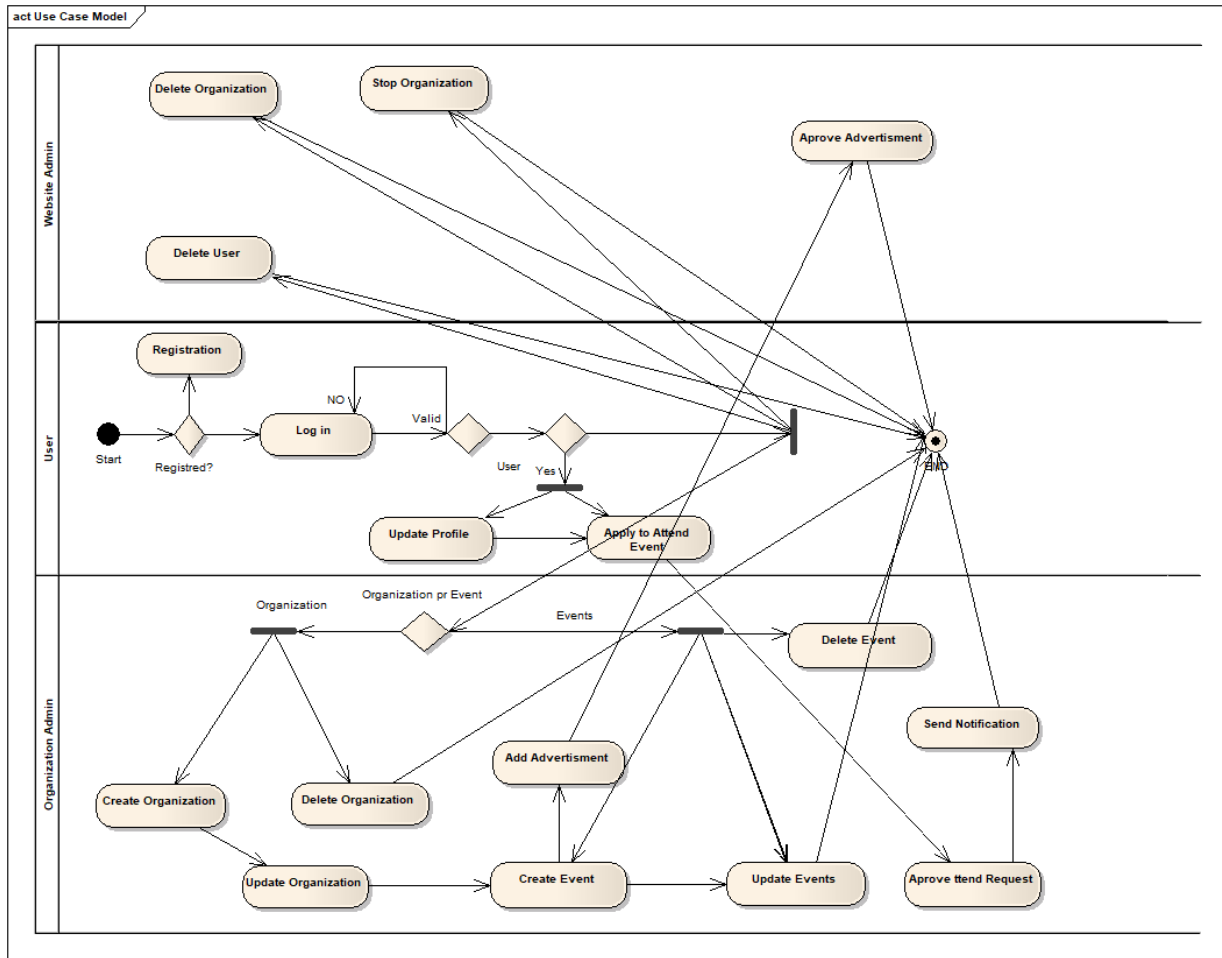 act Use Case Model
Website Admin
Delete Organization
Stop Organization
Aprove Advertisment
Delete User
User
Registration
NO
Valid
Log in
Start
Registred?
User
Yes
END
Update Profile
Apply to Attend
Event
Organization Admin
Organization
Organization pr Event
Events
Delete Event
Send Notification
Add Advertisment
Create Organization
Delete Organization
Update Organization
Create Event
Update Events
Aprove ttend Request